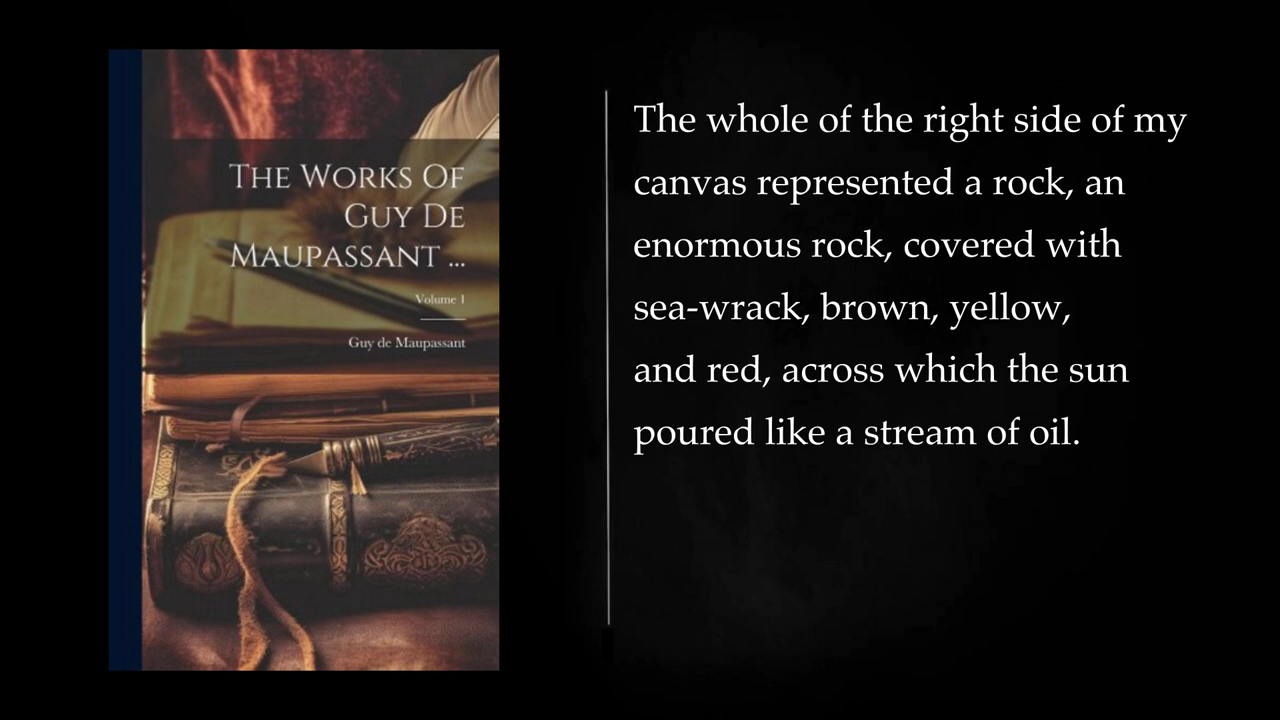 The Works Of
Guy De
Maupassant ...
Volume 1
Guy de Maupassant
The whole of the right side of my
canvas represented a rock, an
enormous rock, covered with
sea-wrack, brown, yellow,
and red, across which the sun
poured like a stream of oil.